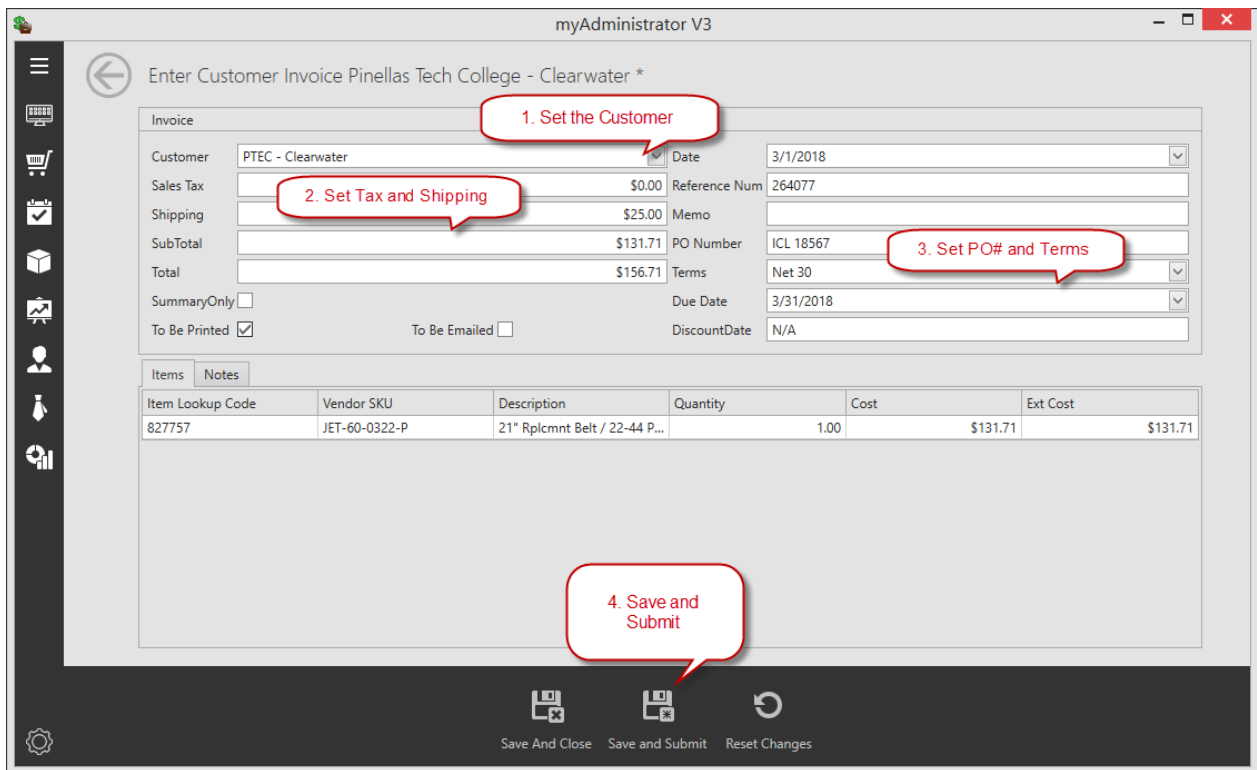 myAdministrator V3
Enter Customer Invoice Pinellas Tech College - Clearwater *
Invoice
1. Set the Customer
Customer PTEC - Clearwater Date 3/1/2018
Sales Tax $0.00 Reference Num 264077
2. Set Tax and Shipping
Shipping $25.00 Memo
SubTotal $131.71 PO Number ICL 18567
3. Set PO# and Terms
Total $156.71 Terms Net 30
SummaryOnly Due Date 3/31/2018
To Be Printed To Be Emailed DiscountDate N/A
Items Notes
Item Lookup Code Vendor SKU Description Quantity Cost Ext Cost
827757 JET-60-0322-P 21" Rplcmnt Belt / 22-44 P... 1.00 $131.71 $131.71
4. Save and
Submit
Save And Close Save and Submit Reset Changes